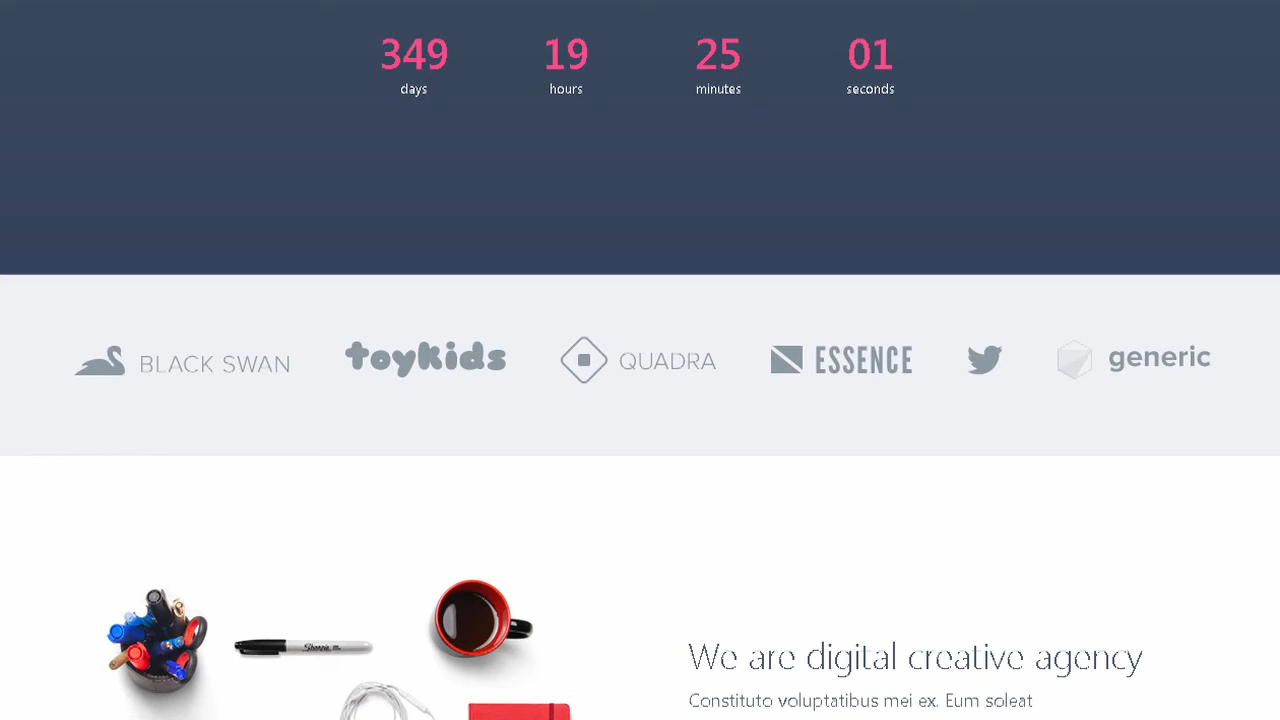 349 19 25 01
days hours minutes seconds
BLACK SWAN toykids QUADRA ESSENCE generic
Sharpie
We are digital creative agency
Constituto voluptatibus mei ex. Eum soleat